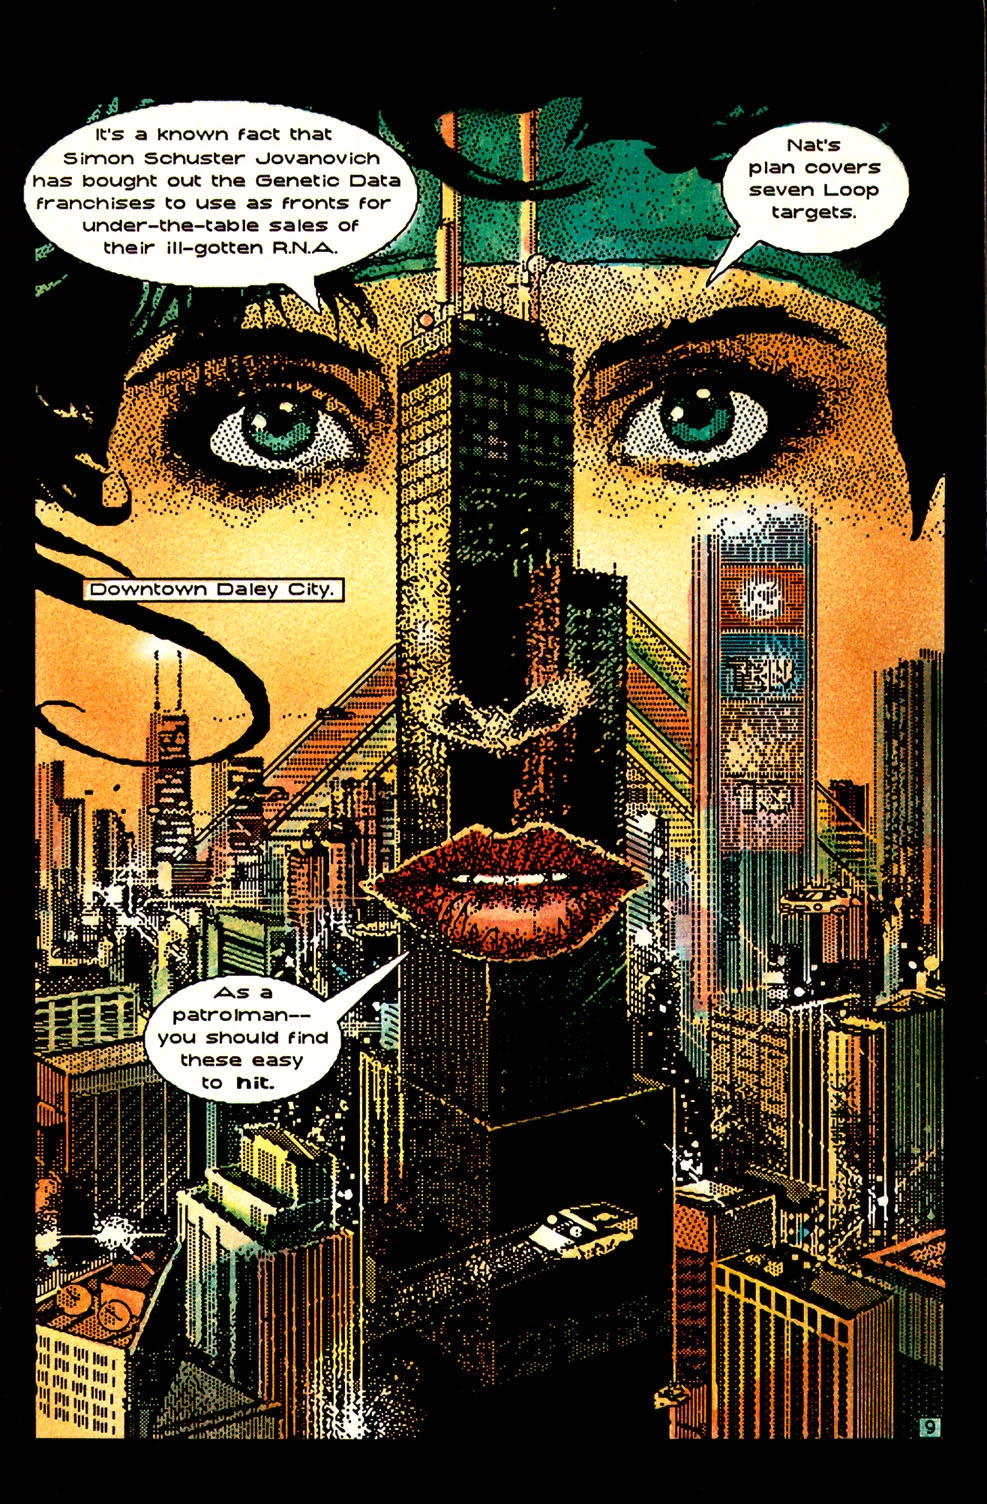 It's a known fact that
Simon Schuster Jovanovich
has bought out the Genetic Data
franchises to use as fronts for
under-the-table sales of
their ill-gotten R.N.A.
Nat's
plan covers
seven Loop
targets.
Downtown Daley City.
As a
patrolman--
you should find
these easy
to hit.
9